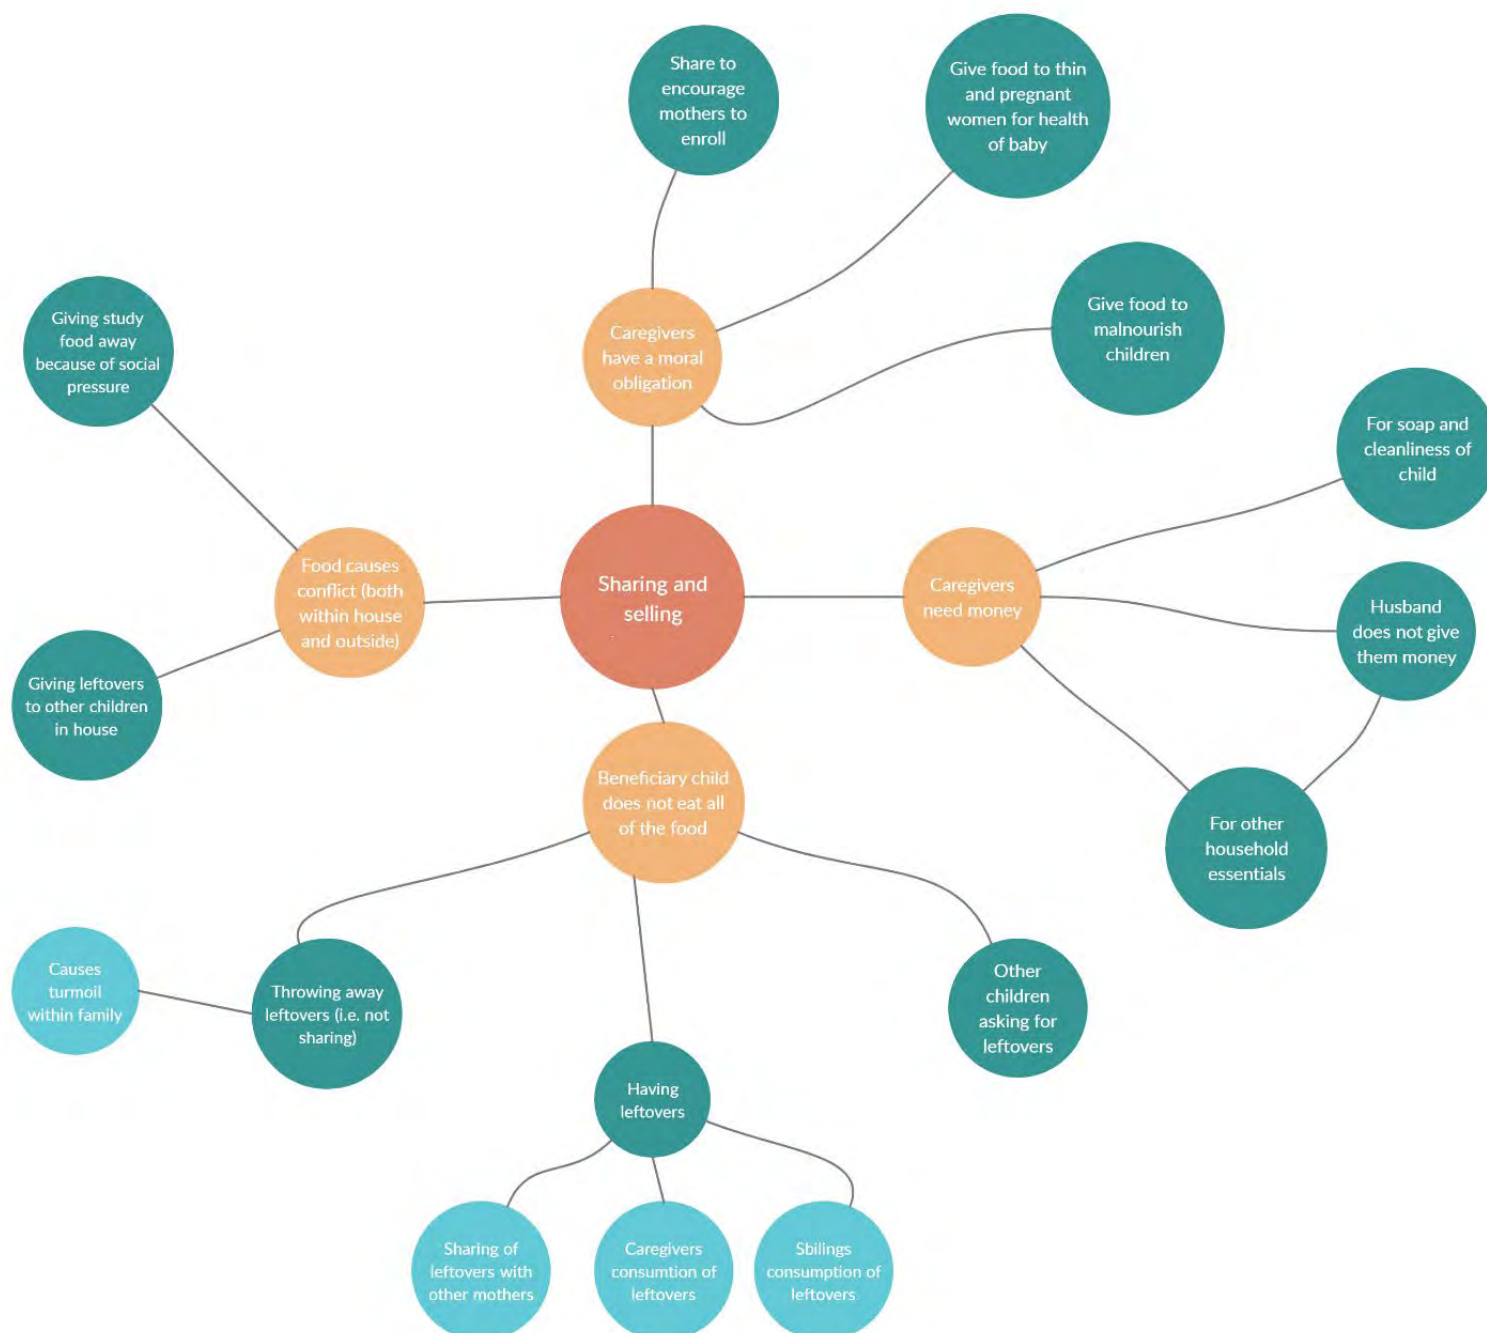 Share to
encourage
mothers to
enroll
Give food to thin
and pregnant
women for health
of baby
Give food to
malnourish
children
Caregivers
have a moral
obligation
Giving study
food away
because of social
pressure
For soap and
cleanliness of
child
Food causes
conflict (both
within house
and outside)
Sharing and
selling
Caregivers
need money
Husband
does not give
them money
Giving leftovers
to other children
in house
Beneficiary child
does not eat all
of the food
For other
household
essentials
Causes
turmoil
within family
Throwing away
leftovers (i.e. not
sharing)
Other
children
asking for
leftovers
Having
leftovers
Sharing of
leftovers with
other mothers
Caregivers
consumtion of
leftovers
Sbilings
consumption of
leftovers